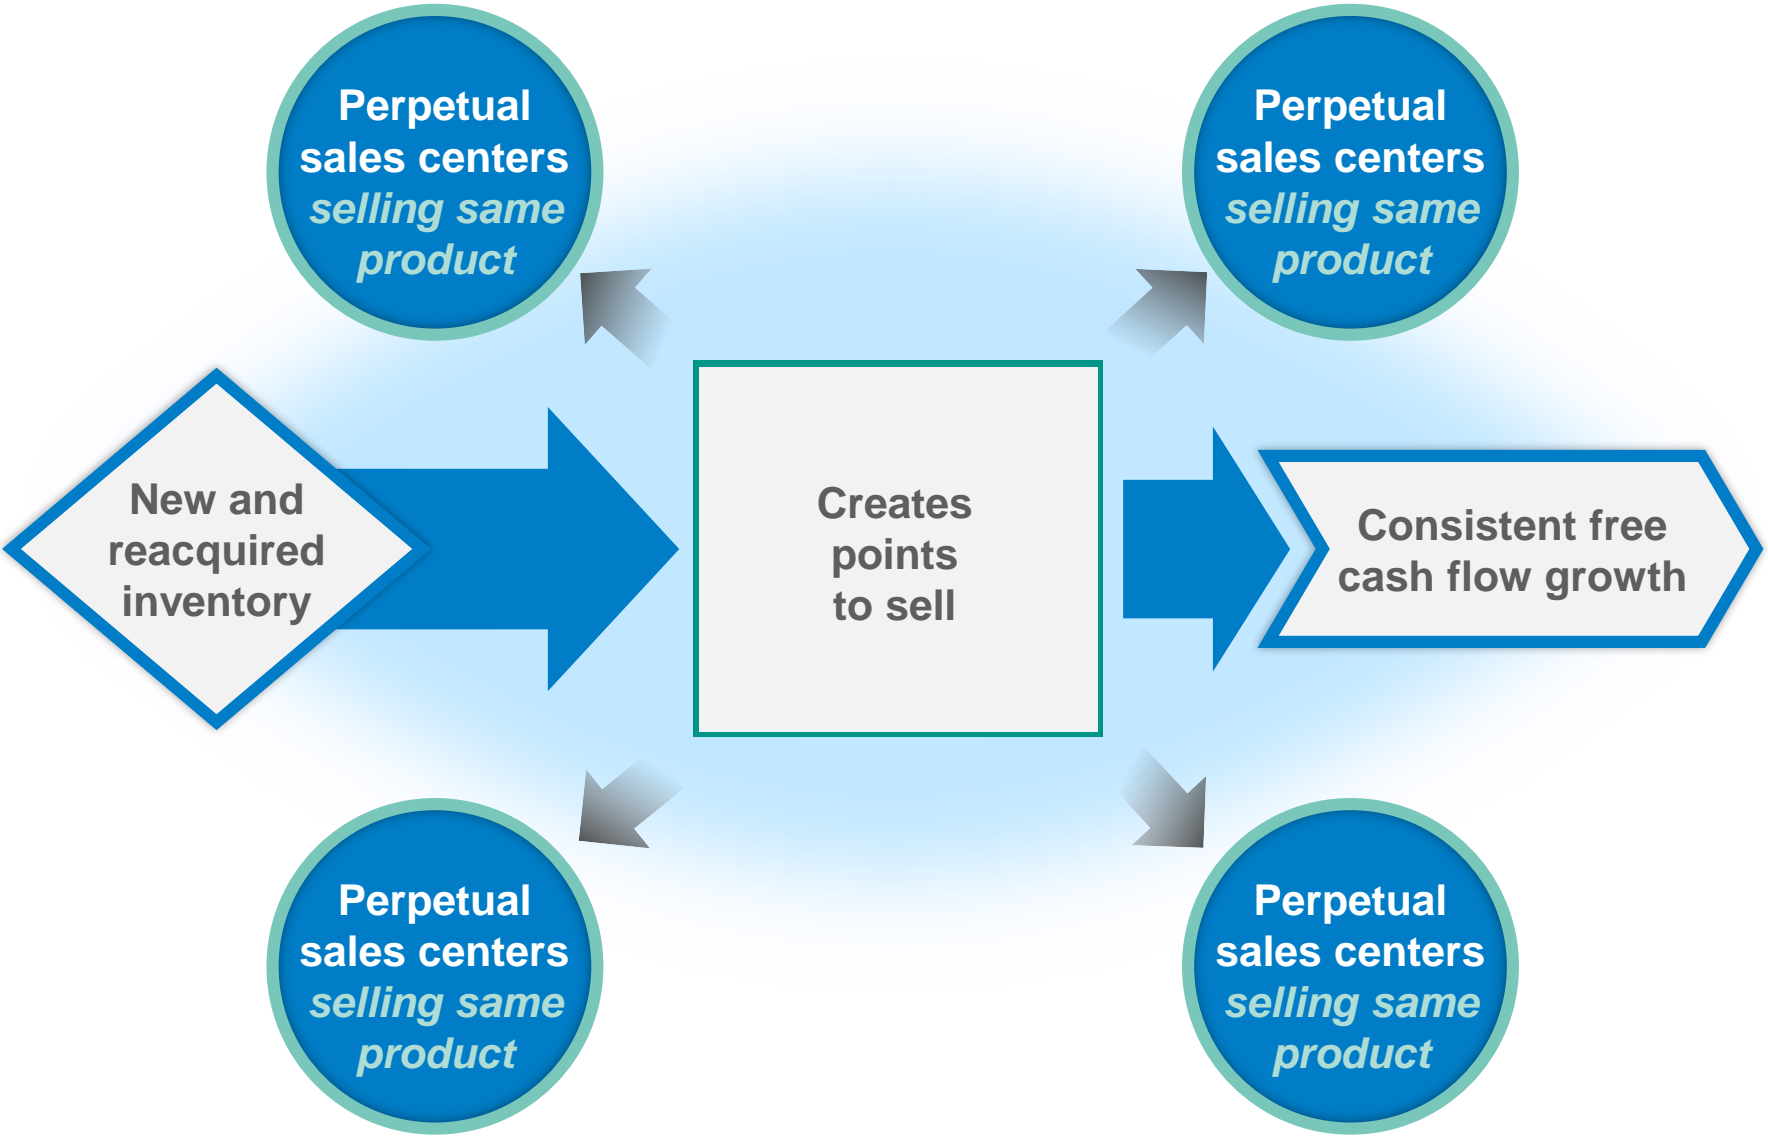 Perpetual
sales centers
selling same
product
Perpetual
sales centers
selling same
product
New and
reacquired
inventory
Creates
points
to sell
Consistent free
cash flow growth
Perpetual
sales centers
selling same
product
Perpetual
sales centers
selling same
product